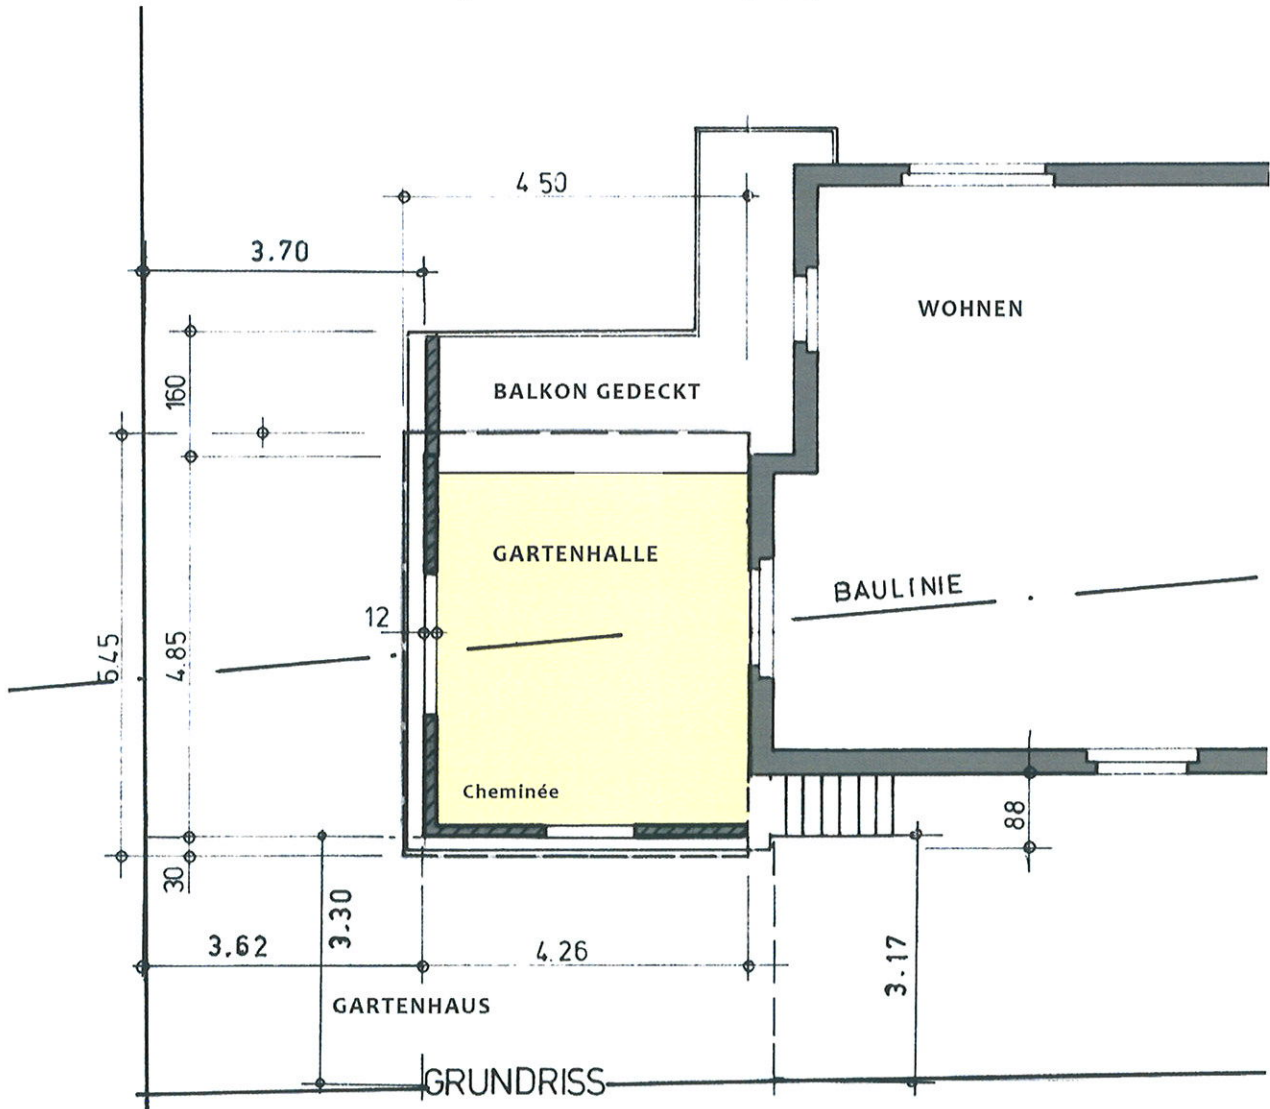 4 50
3.70
WOHNEN
160
BALKON GEDECKT
GARTENHALLE
BAULINIE
12
5.45
4.85
Cheminée
88
30
3.30
3.62
4.26
3.17
GARTENHAUS
GRUNDRISS